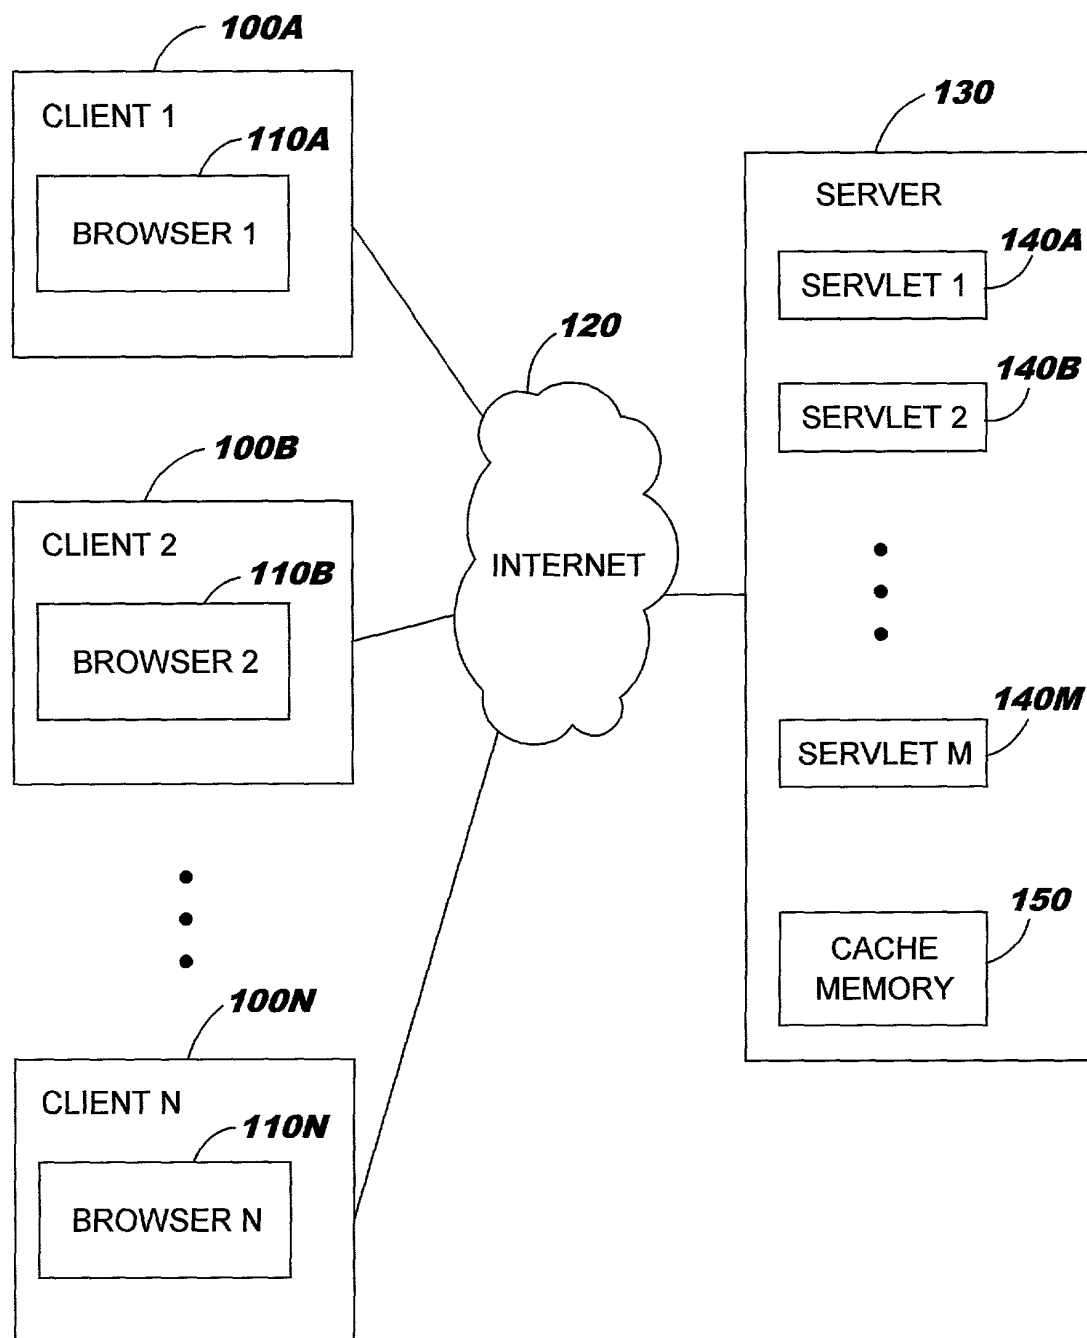 100A
CLIENT 1
110A
BROWSER 1
100B
CLIENT 2
110B
BROWSER 2
100N
CLIENT N
110N
BROWSER N
120
INTERNET
130
SERVER
140A
SERVLET 1
140B
SERVLET 2
140M
SERVLET M
150
CACHE
MEMORY